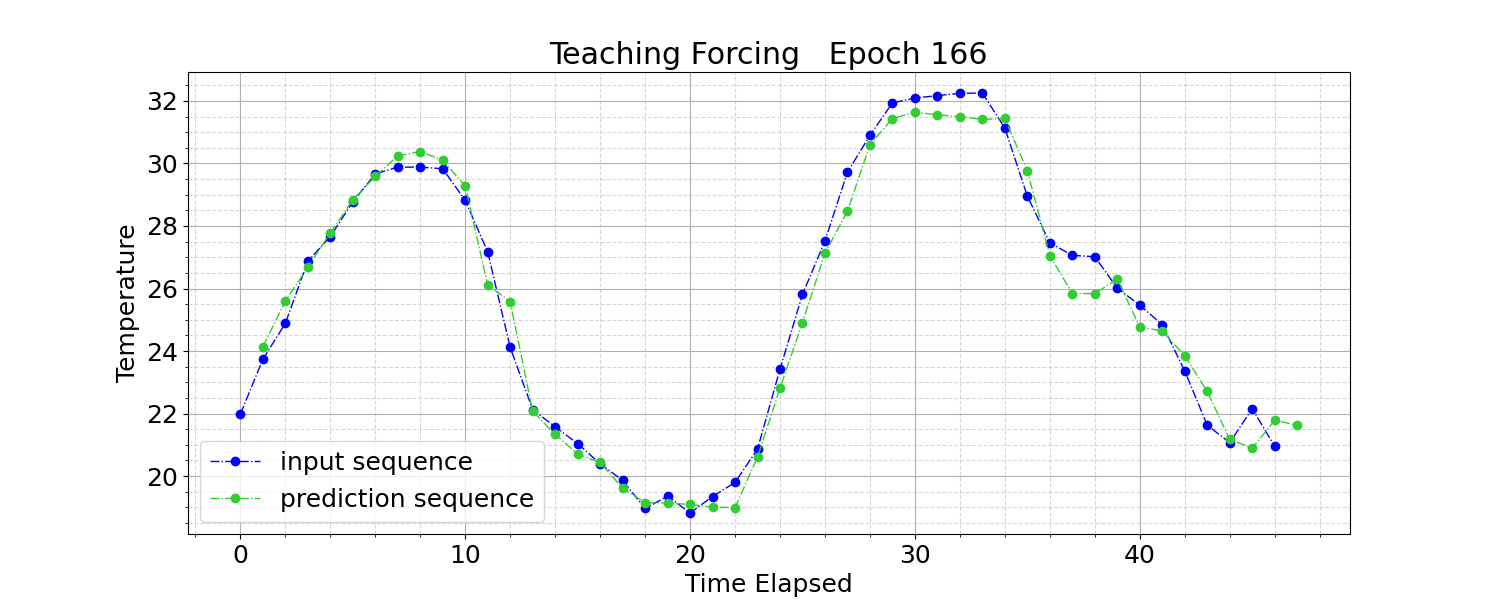 Teaching Forcing   Epoch 166
Temperature
32
30
28
26
24
22
20
input sequence
prediction sequence
0 10 20 30 40
Time Elapsed